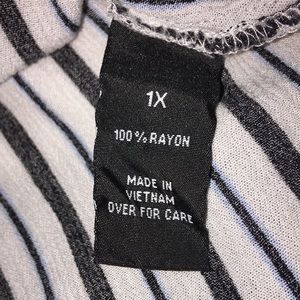 1X
100% RAYON
MADE IN
VIETNAM
OVER FOR CARE